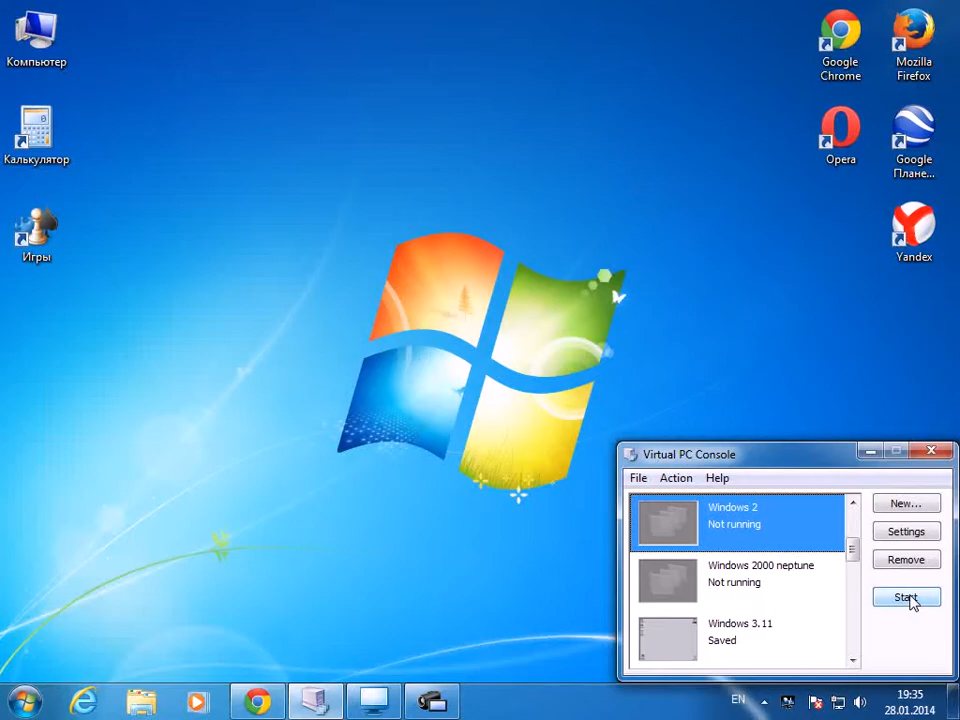 Компьютер
Калькулятор
Игры
Google
Chrome
Mozilla
Firefox
Opera
Google
Плане...
Yandex
Virtual PC Console
File Action Help
Windows 2
Not running
Windows 2000 neptune
Not running
Windows 3.11
Saved
New...
Settings
Remove
Start
EN
19:35
28.01.2014